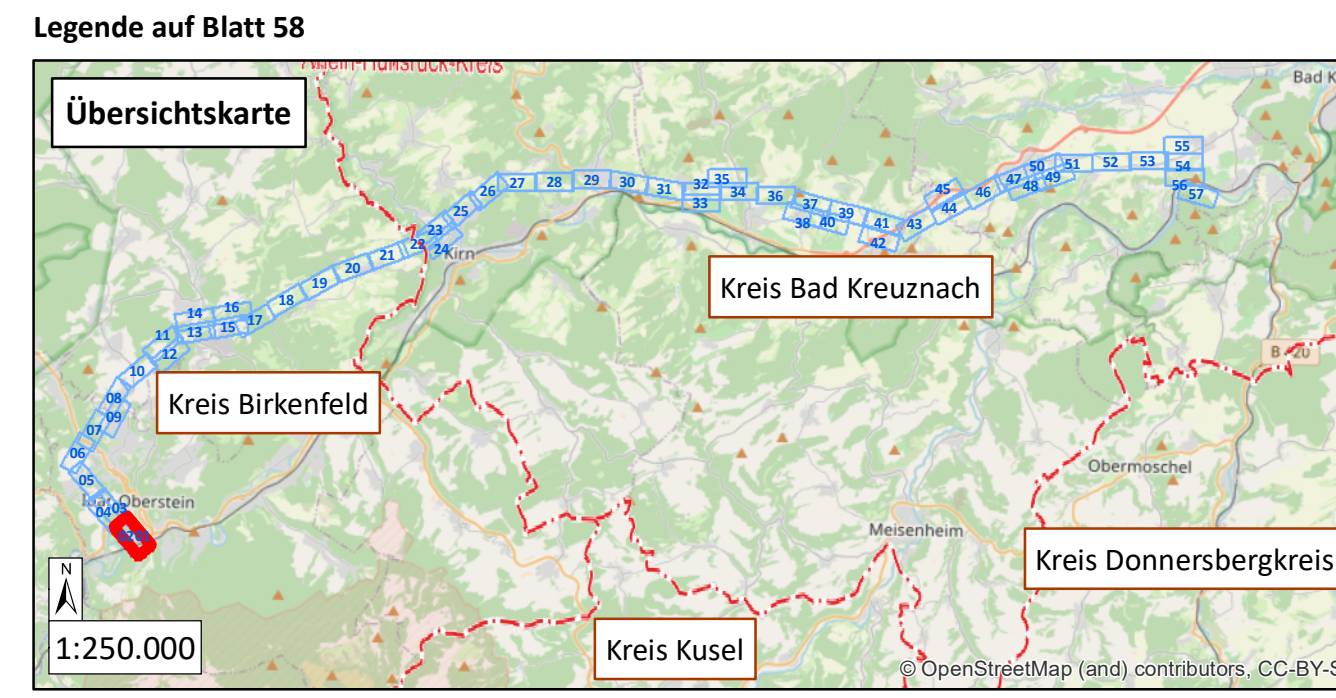 Legende auf Blatt 58
Rhein-Hunsrück-Kreis
Bad K
Übersichtskarte
55
50 51 52 53 54
47 49
48
56
57
45 46
44
43
35
32 34
33
36
37
38 40
39
41
42
27 28 29 30 31
26
25
23
22 24
Kirn
21
20
19
18
Kreis Bad Kreuznach
14 16
13 15 17
11
12
10
B 420
08
09
Kreis Birkenfeld
07
06
05
Obermoschel
Idar-Oberstein
04 03
0201
Meisenheim
Kreis Donnersbergkreis
N
1:250.000
Kreis Kusel
© OpenStreetMap (and) contributors, CC-BY-S